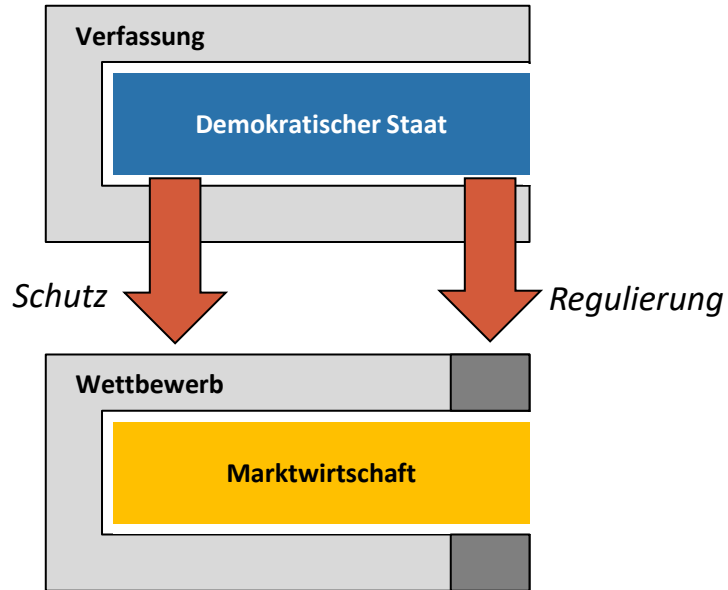 Verfassung
Demokratischer Staat
Schutz
Regulierung
Wettbewerb
Marktwirtschaft